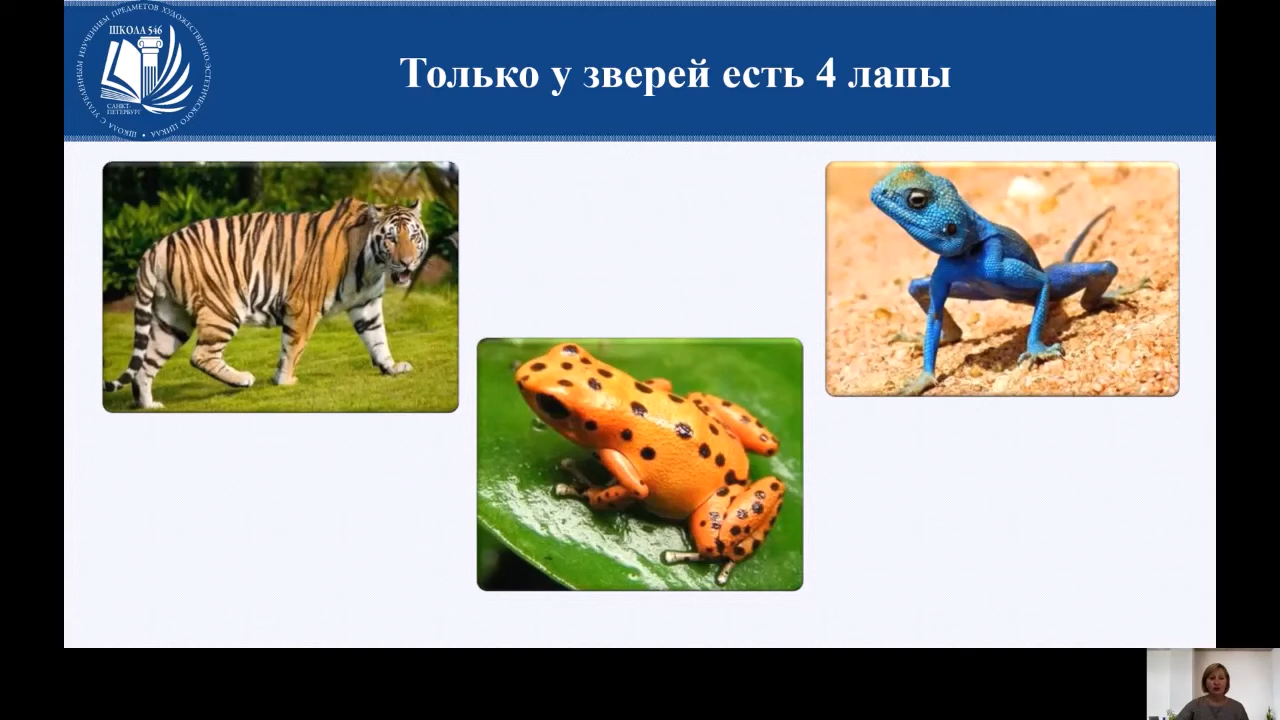 ШКОЛА 546
САНКТ-
ПЕТЕРБУРГ
ШКОЛА С УГЛУБЛЕННЫМ ИЗУЧЕНИЕМ ПРЕДМЕТОВ ХУДОЖЕСТВЕННО-ЭСТЕТИЧЕСКОГО ЦИКЛА
Только у зверей есть 4 лапы